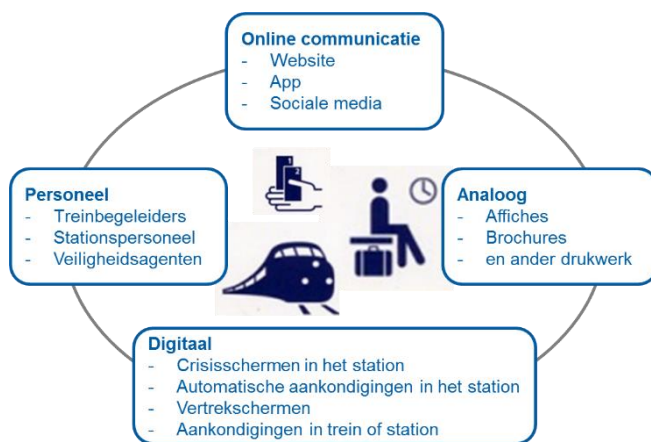 Online communicatie
- Website
- App
- Sociale media
Personeel
- Treinbegeleiders
- Stationspersoneel
- Veiligheidsagenten
Analoog
- Affiches
- Brochures
- en ander drukwerk
Digitaal
- Crisisschermen in het station
- Automatische aankondigingen in het station
- Vertrekschermen
- Aankondigingen in trein of station